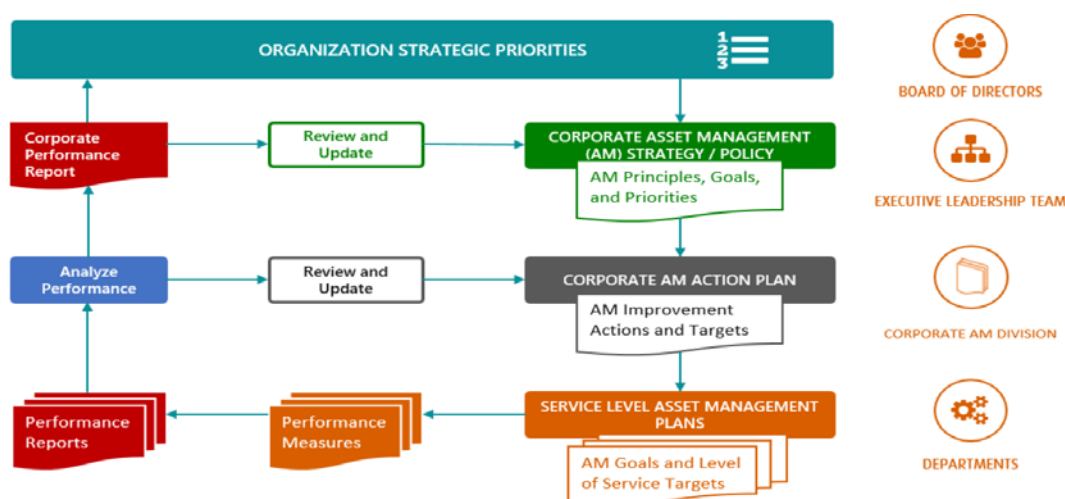 ORGANIZATION STRATEGIC PRIORITIES
1
2
3
BOARD OF DIRECTORS
Corporate
Performance
Report
Review and
Update
CORPORATE ASSET MANAGEMENT
(AM) STRATEGY / POLICY
AM Principles, Goals,
and Priorities
EXECUTIVE LEADERSHIP TEAM
Analyze
Performance
Review and
Update
CORPORATE AM ACTION PLAN
AM Improvement
Actions and Targets
CORPORATE AM DIVISION
Performance
Reports
Performance
Measures
SERVICE LEVEL ASSET MANAGEMENT
PLANS
AM Goals and Level
of Service Targets
DEPARTMENTS